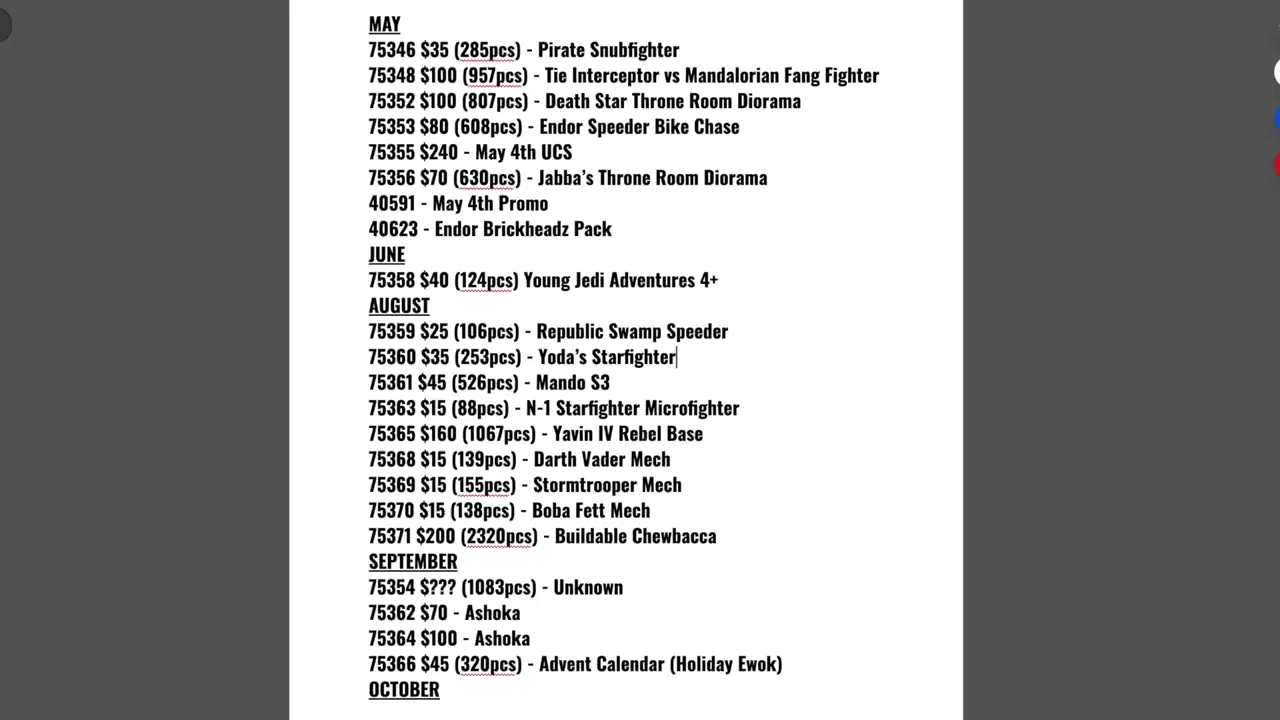 MAY
75346 $35 (285pcs) - Pirate Snubfighter
75348 $100 (957pcs) - Tie Interceptor vs Mandalorian Fang Fighter
75352 $100 (807pcs) - Death Star Throne Room Diorama
75353 $80 (608pcs) - Endor Speeder Bike Chase
75355 $240 - May 4th UCS
75356 $70 (630pcs) - Jabba's Throne Room Diorama
40591 - May 4th Promo
40623 - Endor Brickheadz Pack
JUNE
75358 $40 (124pcs) Young Jedi Adventures 4+
AUGUST
75359 $25 (106pcs) - Republic Swamp Speeder
75360 $35 (253pcs) - Yoda's Starfighter
75361 $45 (526pcs) - Mando S3
75363 $15 (88pcs) - N-1 Starfighter Microfighter
75365 $160 (1067pcs) - Yavin IV Rebel Base
75368 $15 (139pcs) - Darth Vader Mech
75369 $15 (155pcs) - Stormtrooper Mech
75370 $15 (138pcs) - Boba Fett Mech
75371 $200 (2320pcs) - Buildable Chewbacca
SEPTEMBER
75354 $??? (1083pcs) - Unknown
75362 $70 - Ashoka
75364 $100 - Ashoka
75366 $45 (320pcs) - Advent Calendar (Holiday Ewok)
OCTOBER